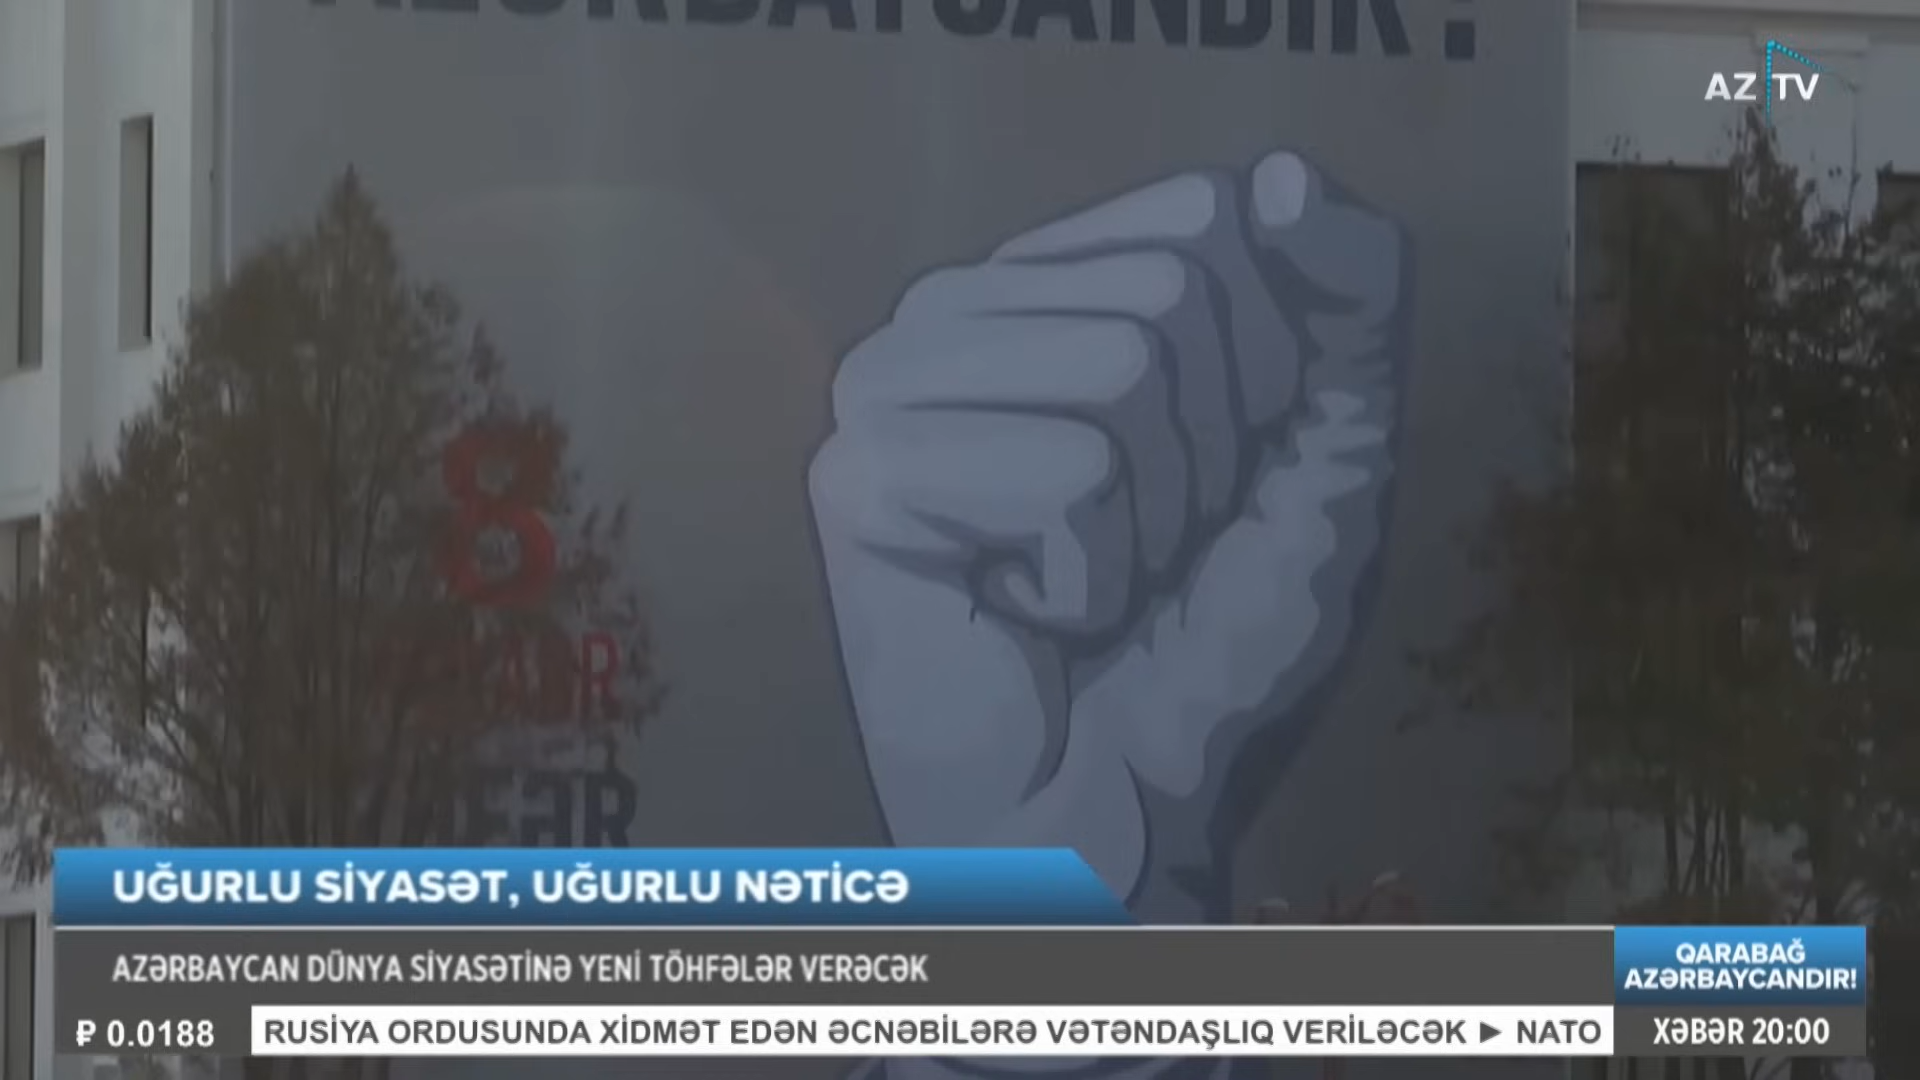 AZƏRBAYCANDIR!
AZ TV
8
ZƏFƏR
UĞURLU SİYASƏT, UĞURLU NƏTİCƏ
AZƏRBAYCAN DÜNYA SİYASƏTİNƏ YENİ TÖHFƏLƏR VERƏCƏK
QARABAĞ
AZƏRBAYCANDIR!
₽ 0.0188
RUSİYA ORDUSUNDA XİDMƏT EDƏN ƏCNƏBİLƏRƏ VƏTƏNDAŞLIQ VERİLƏCƏK ► NATO
XƏBƏR 20:00